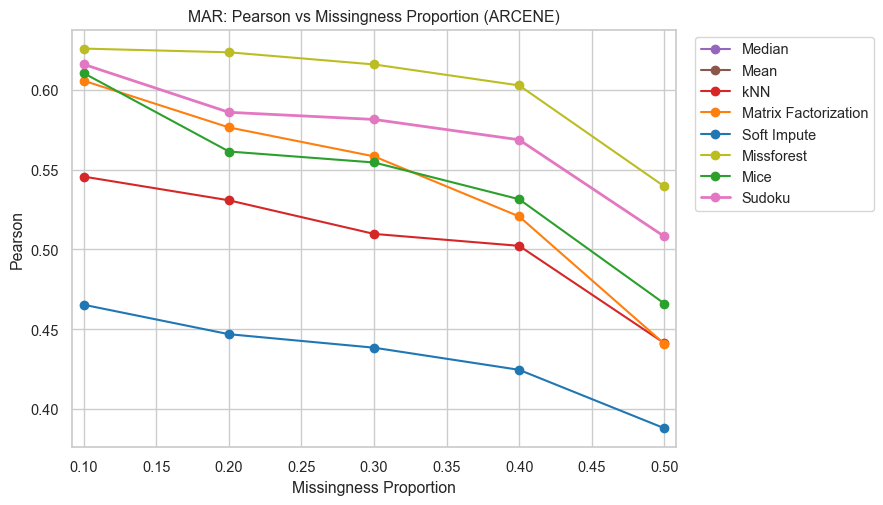 MAR: Pearson vs Missingness Proportion (ARCENE)
Pearson
0.60
0.55
0.50
0.45
0.40
0.10 0.15 0.20 0.25 0.30 0.35 0.40 0.45 0.50
Missingness Proportion
Median
Mean
kNN
Matrix Factorization
Soft Impute
Missforest
Mice
Sudoku